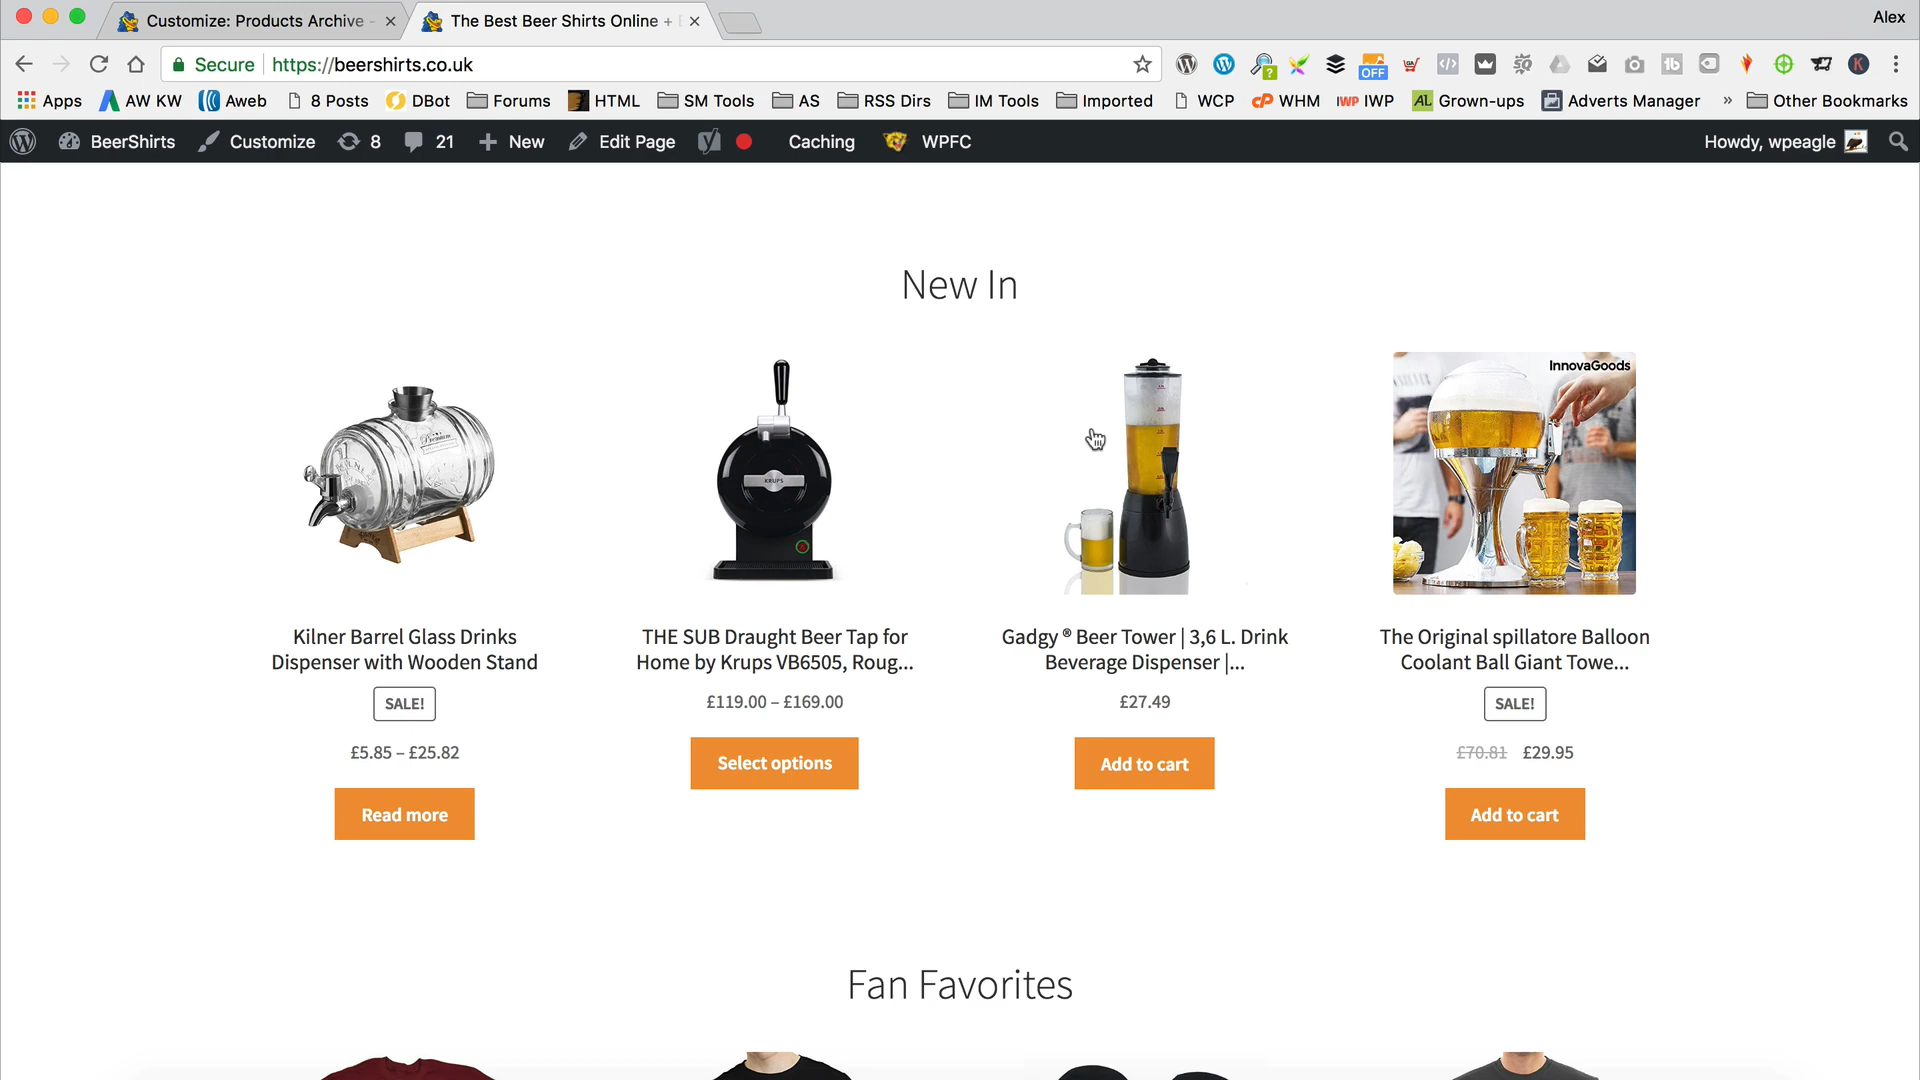 Customize: Products Archive -
The Best Beer Shirts Online + B
Alex
Secure
https://beershirts.co.uk
OFF
Apps
AW KW
Aweb
8 Posts
DBot
Forums
HTML
SM Tools
AS
RSS Dirs
IM Tools
Imported
WCP
WHM
IWP
Grown-ups
Adverts Manager
»
Other Bookmarks
BeerShirts
Customize
8
21
New
Edit Page
Caching
WPFC
Howdy, wpeagle
New In
KRUPS
InnovaGoods
Kilner Barrel Glass Drinks
Dispenser with Wooden Stand
SALE!
£5.85 – £25.82
Read more
THE SUB Draught Beer Tap for
Home by Krups VB6505, Roug...
£119.00 – £169.00
Select options
Gadgy ® Beer Tower | 3,6 L. Drink
Beverage Dispenser |...
£27.49
Add to cart
The Original spillatore Balloon
Coolant Ball Giant Towe...
SALE!
£70.81 £29.95
Add to cart
Fan Favorites